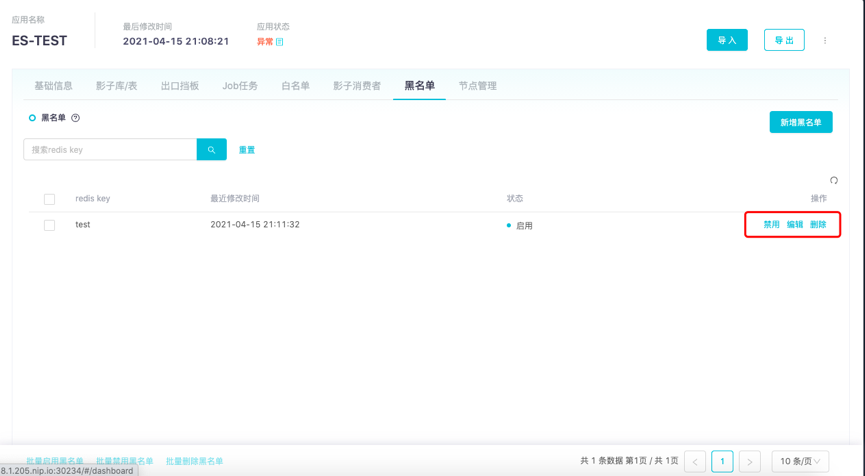 应用名称
ES-TEST
最后修改时间
2021-04-15 21:08:21
应用状态
异常
导入
导出
基础信息 影子库/表 出口挡板 Job任务 白名单 影子消费者 黑名单 节点管理
黑名单
新增黑名单
搜索redis key
重置
redis key 最近修改时间 状态 操作
test 2021-04-15 21:11:32 启用 禁用 编辑 删除
批量启用黑名单 批量禁用黑名单 批量删除黑名单
共 1 条数据 第1页 / 共 1页 1 10 条/页
8.1.205.nip.io:30234/#/dashboard